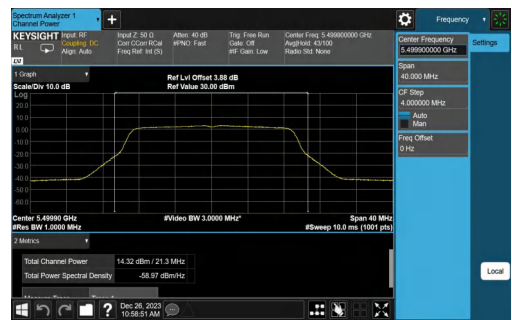 Spectrum Analyzer 1
Channel Power
Frequency
KEYSIGHT Input: RF
R L Coupling: DC
Align: Auto
Input Z: 50 Ω
Corr CCorr RCal
Freq Ref: Int (S)
Atten: 40 dB
#PNO: Fast
Trig: Free Run
Gate: Off
#IF Gain: Low
Center Freq: 5.499900000 GHz
Avg|Hold: 43/100
Radio Std: None
LW
Center Frequency
5.499900000 GHz
Settings
Span
40.000 MHz
CF Step
4.000000 MHz
Auto
Man
Freq Offset
0 Hz
1 Graph
Scale/Div 10.0 dB
Ref Lvl Offset 3.88 dB
Ref Value 30.00 dBm
Log
20.0
10.0
0.00
-10.0
-20.0
-30.0
-40.0
-50.0
-60.0
Center 5.49990 GHz
#Res BW 1.0000 MHz
#Video BW 3.0000 MHz*
Span 40 MHz
#Sweep 10.0 ms (1001 pts)
2 Metrics
Total Channel Power 14.32 dBm / 21.3 MHz
Total Power Spectral Density -58.97 dBm/Hz
Local
Dec 26, 2023
10:58:51 AM